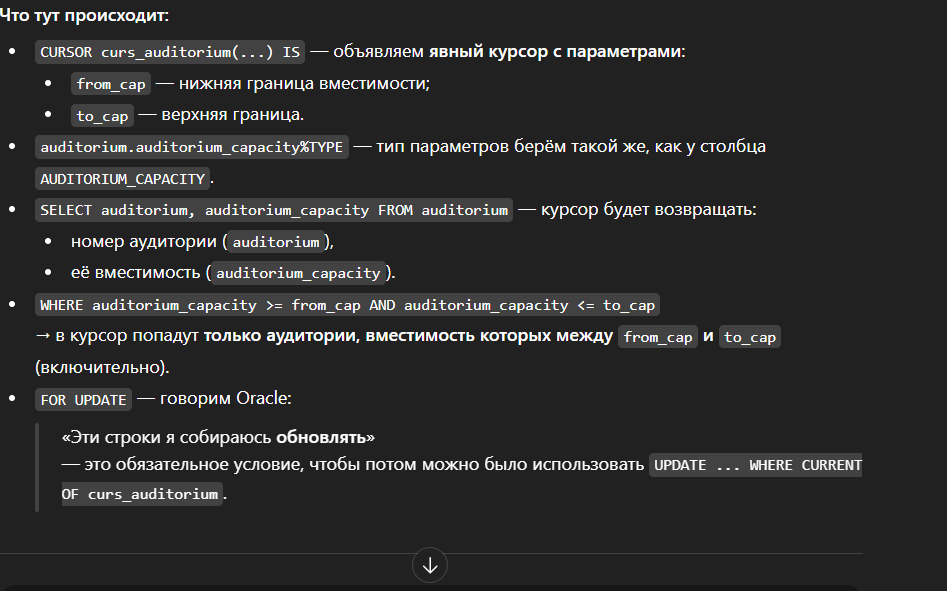 Что тут происходит:
CURSOR curs_auditorium(...) IS — объявляем явный курсор с параметрами:
from_cap — нижняя граница вместимости;
to_cap — верхняя граница.
auditorium.auditorium_capacity%TYPE — тип параметров берём такой же, как у столбца
AUDITORIUM_CAPACITY.
SELECT auditorium, auditorium_capacity FROM auditorium — курсор будет возвращать:
номер аудитории (auditorium),
её вместимость (auditorium_capacity).
WHERE auditorium_capacity >= from_cap AND auditorium_capacity <= to_cap
→ в курсор попадут только аудитории, вместимость которых между from_cap и to_cap
(включительно).
FOR UPDATE — говорим Oracle:
«Эти строки я собираюсь обновлять»
— это обязательное условие, чтобы потом можно было использовать UPDATE ... WHERE CURRENT
OF curs_auditorium.